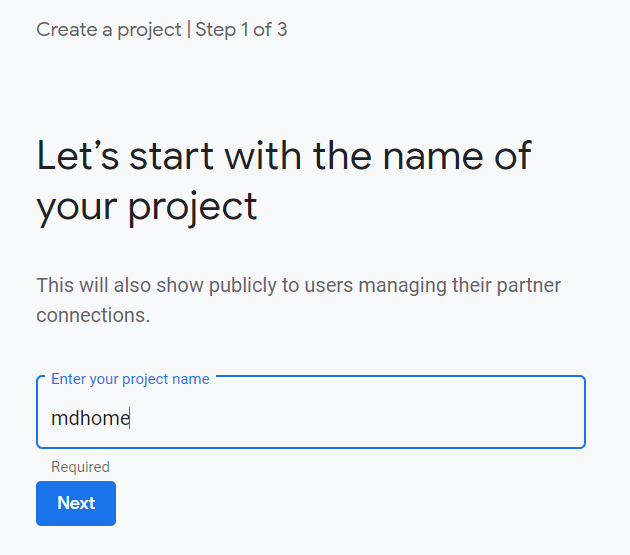 Create a project | Step 1 of 3
Let’s start with the name of
your project
This will also show publicly to users managing their partner
connections.
Enter your project name
mdhome
Required
Next